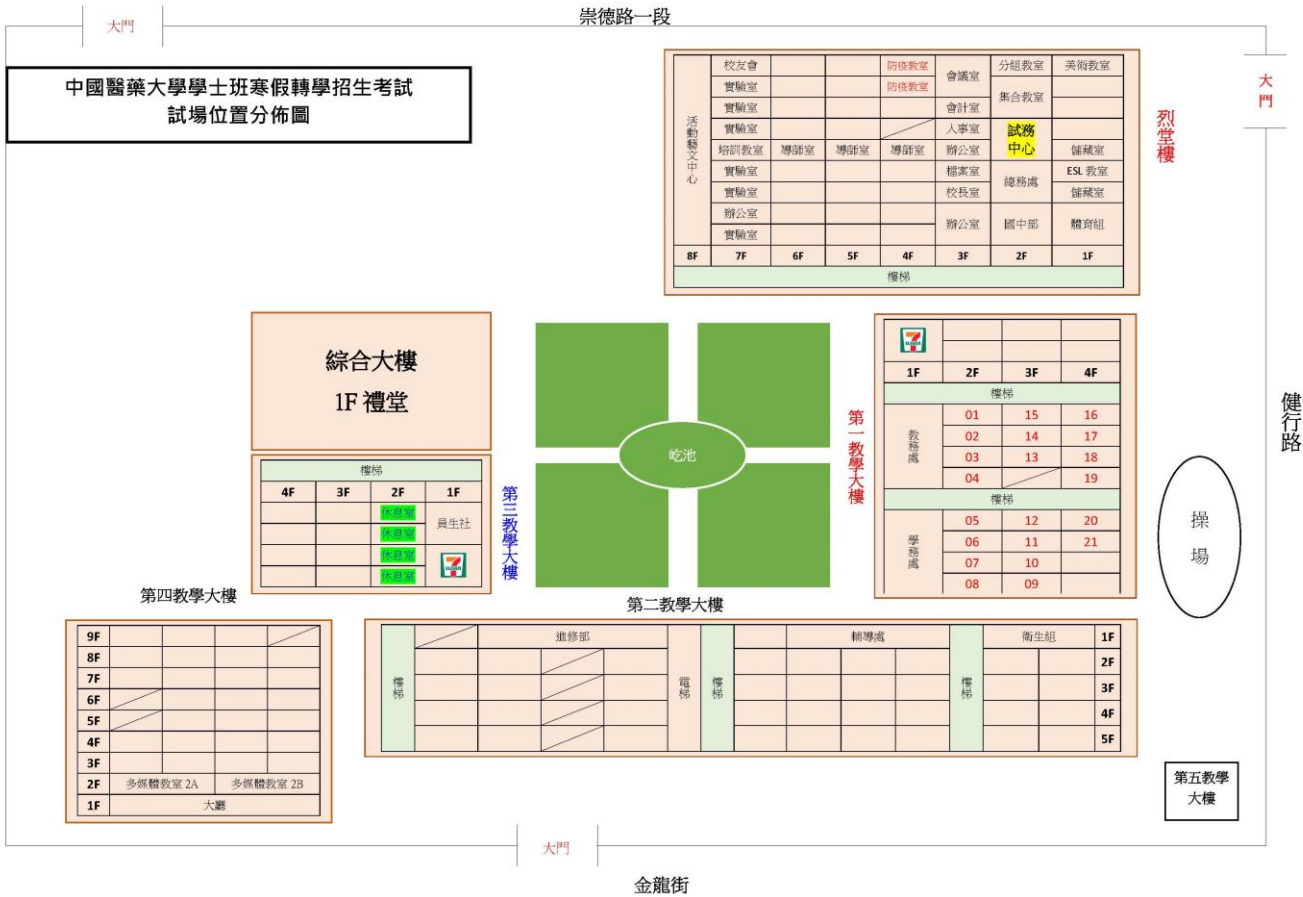 崇德路一段
大門
中國醫藥大學學士班寒假轉學招生考試
試場位置分佈圖
大門
烈堂樓
活動藝文中心
校友會 防疫教室 會議室 分組教室 美術教室
實驗室 防疫教室 集合教室
實驗室 會計室
實驗室 人事室 試務中心
培訓教室 導師室 導師室 導師室 辦公室 儲藏室
實驗室 檔案室 總務處 ESL 教室
實驗室 校長室 儲藏室
辦公室 辦公室 國中部 體育組
實驗室
8F 7F 6F 5F 4F 3F 2F 1F
樓梯
綜合大樓
1F 禮堂
屹池
第一教學大樓
7 ELEVEN
1F 2F 3F 4F
樓梯
教務處
01 15 16
02 14 17
03 13 18
04 19
樓梯
學務處
05 12 20
06 11 21
07 10
08 09
健行路
操場
樓梯
4F 3F 2F 1F
休息室 員生社
休息室
休息室 7 ELEVEN
休息室
第三教學大樓
第四教學大樓
9F
8F
7F
6F
5F
4F
3F
2F 多媒體教室 2A 多媒體教室 2B
1F 大廳
第二教學大樓
樓梯 進修部 電梯 樓梯 輔導處 樓梯 衛生組 1F
2F
3F
4F
5F
第五教學
大樓
大門
金龍街